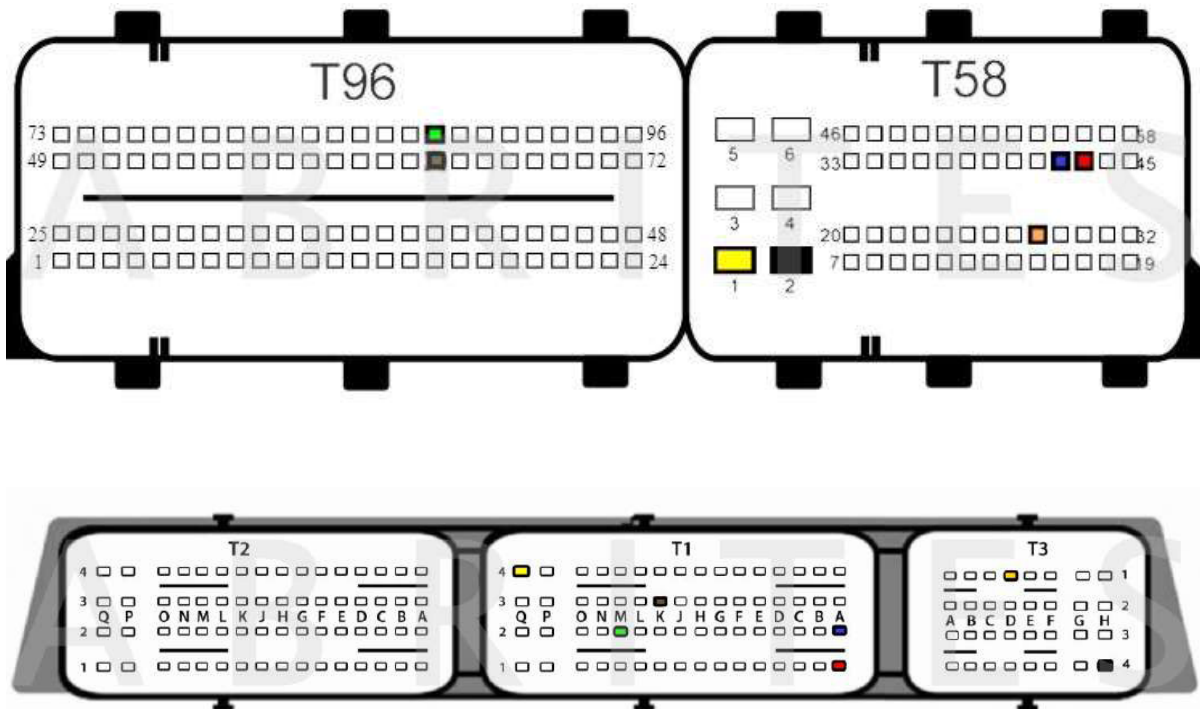 T96 T58
73 96 46 58
49 72 5 6 33 45
3 4
25 48 20 32
1 24 1 2 7 19
ABRITES
T2 T1 T3
4 4 1
3 3 2
Q P O N M L K J H G F E D C B A Q P O N M L K J H G F E D C B A A B C D E F G H
2 2 3
1 1 4
ABRITES